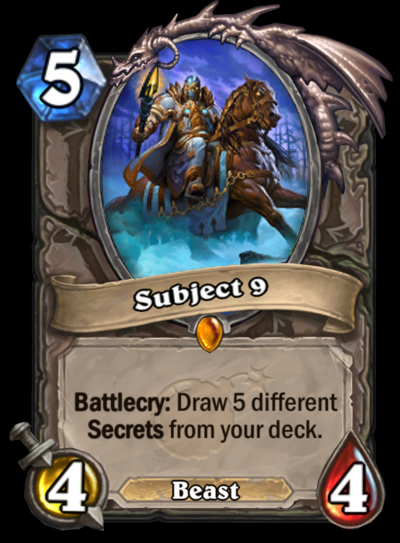 5
Subject 9
Battlecry: Draw 5 different
Secrets from your deck.
4
Beast
4